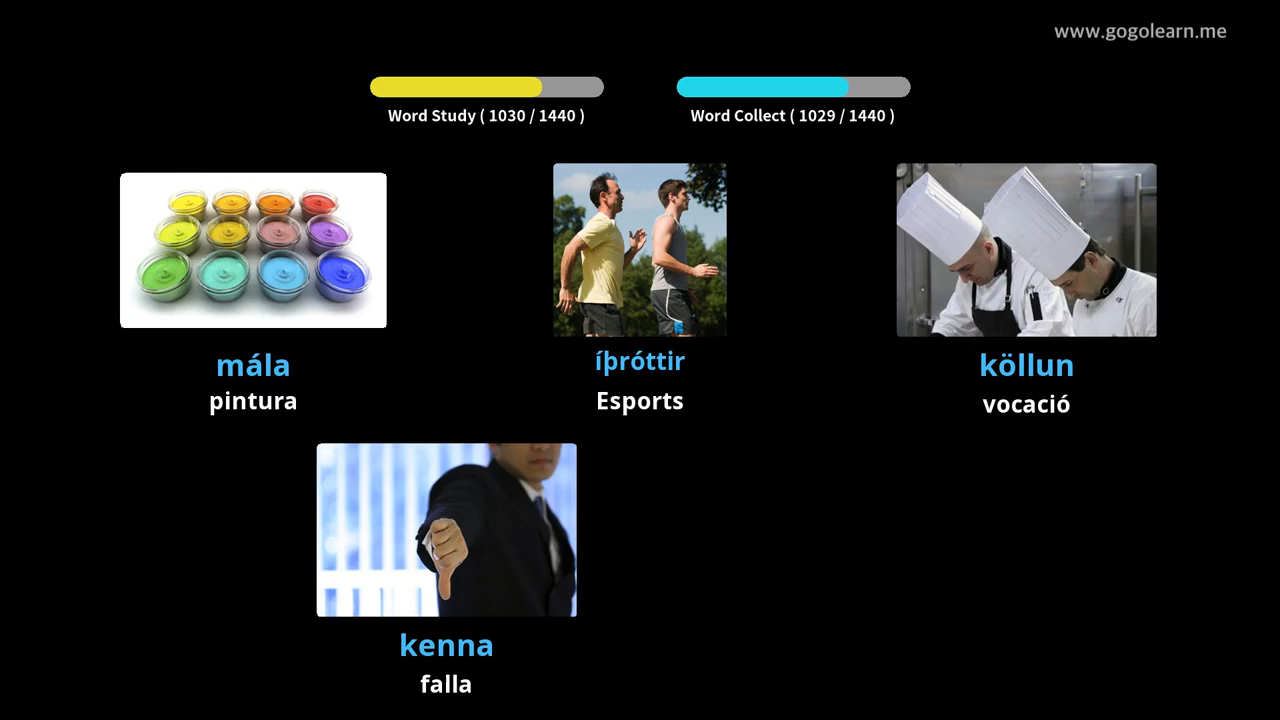 www.gogolearn.me
Word Study ( 1030 / 1440 )
Word Collect ( 1029 / 1440 )
mála
pintura
íþróttir
Esports
köllun
vocació
kenna
falla